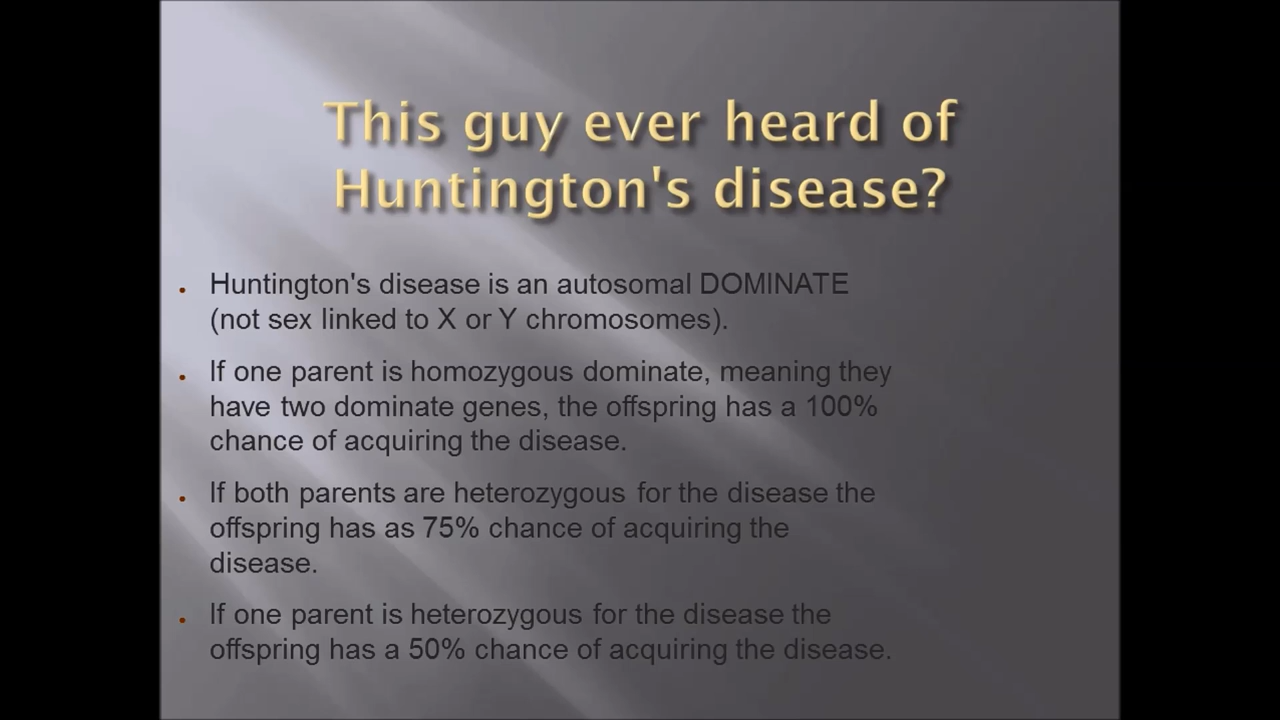 This guy ever heard of
Huntington's disease?
Huntington's disease is an autosomal DOMINATE
(not sex linked to X or Y chromosomes).
If one parent is homozygous dominate, meaning they
have two dominate genes, the offspring has a 100%
chance of acquiring the disease.
If both parents are heterozygous for the disease the
offspring has as 75% chance of acquiring the
disease.
If one parent is heterozygous for the disease the
offspring has a 50% chance of acquiring the disease.